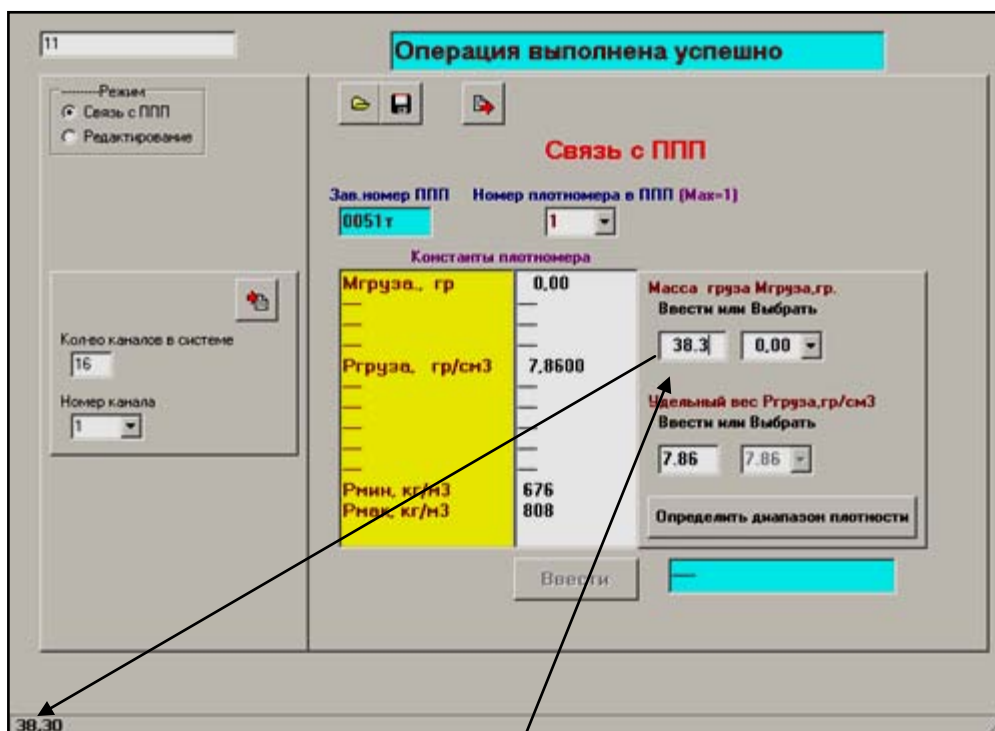 11
Операция выполнена успешно
Режим
Связь с ППП
Редактирование
Связь с ППП
Зав.номер ППП Номер плотномера в ППП (Max=1)
0051т 1
Константы плотномера
Мгруза., гр 0,00
Ргруза, гр/см3 7,8600
Рмин, кг/м3 676
Рмак, кг/м3 808
Масса груза Мгруза,гр.
Ввести или Выбрать
38.3 0,00
Удельный вес Ргруза,гр/см3
Ввести или Выбрать
7.86 7.86
Определить диапазон плотности
Ввести
Кол-во каналов в системе
16
Номер канала
1
38.30